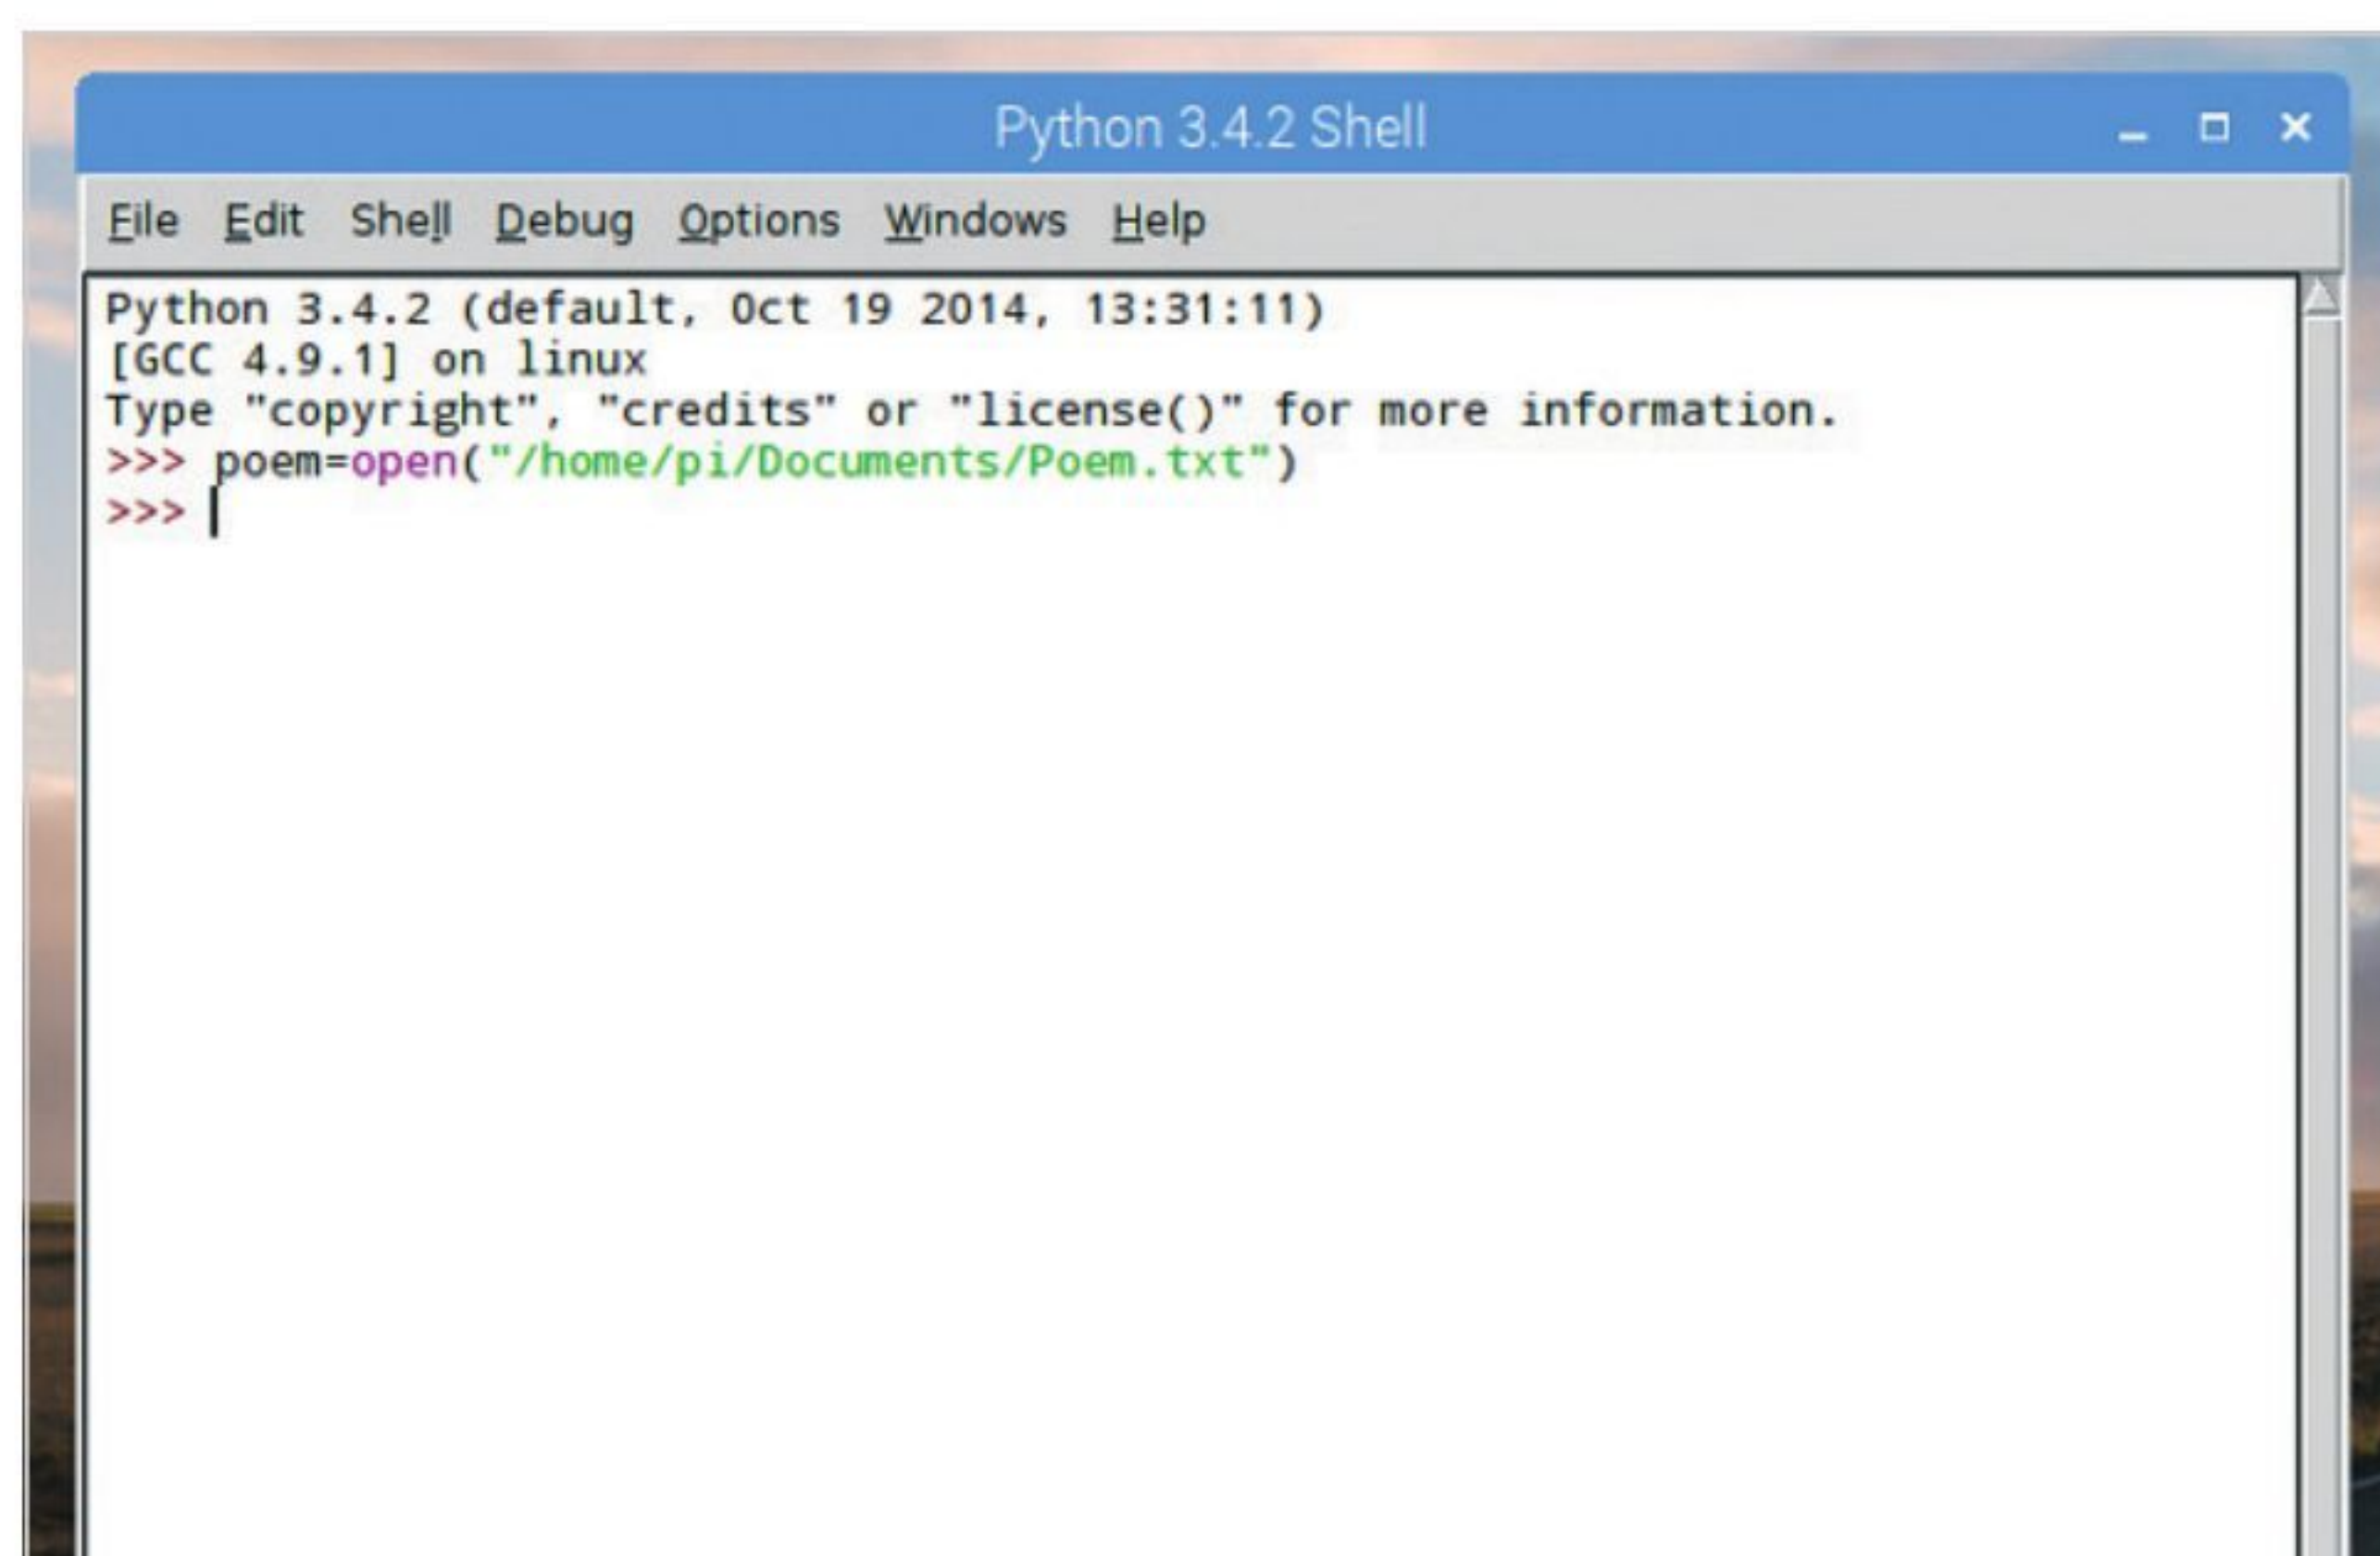 Python 3.4.2 Shell
File Edit Shell Debug Options Windows Help
Python 3.4.2 (default, Oct 19 2014, 13:31:11)
[GCC 4.9.1] on linux
Type "copyright", "credits" or "license()" for more information.
>>> poem=open("/home/pi/Documents/Poem.txt")
>>>